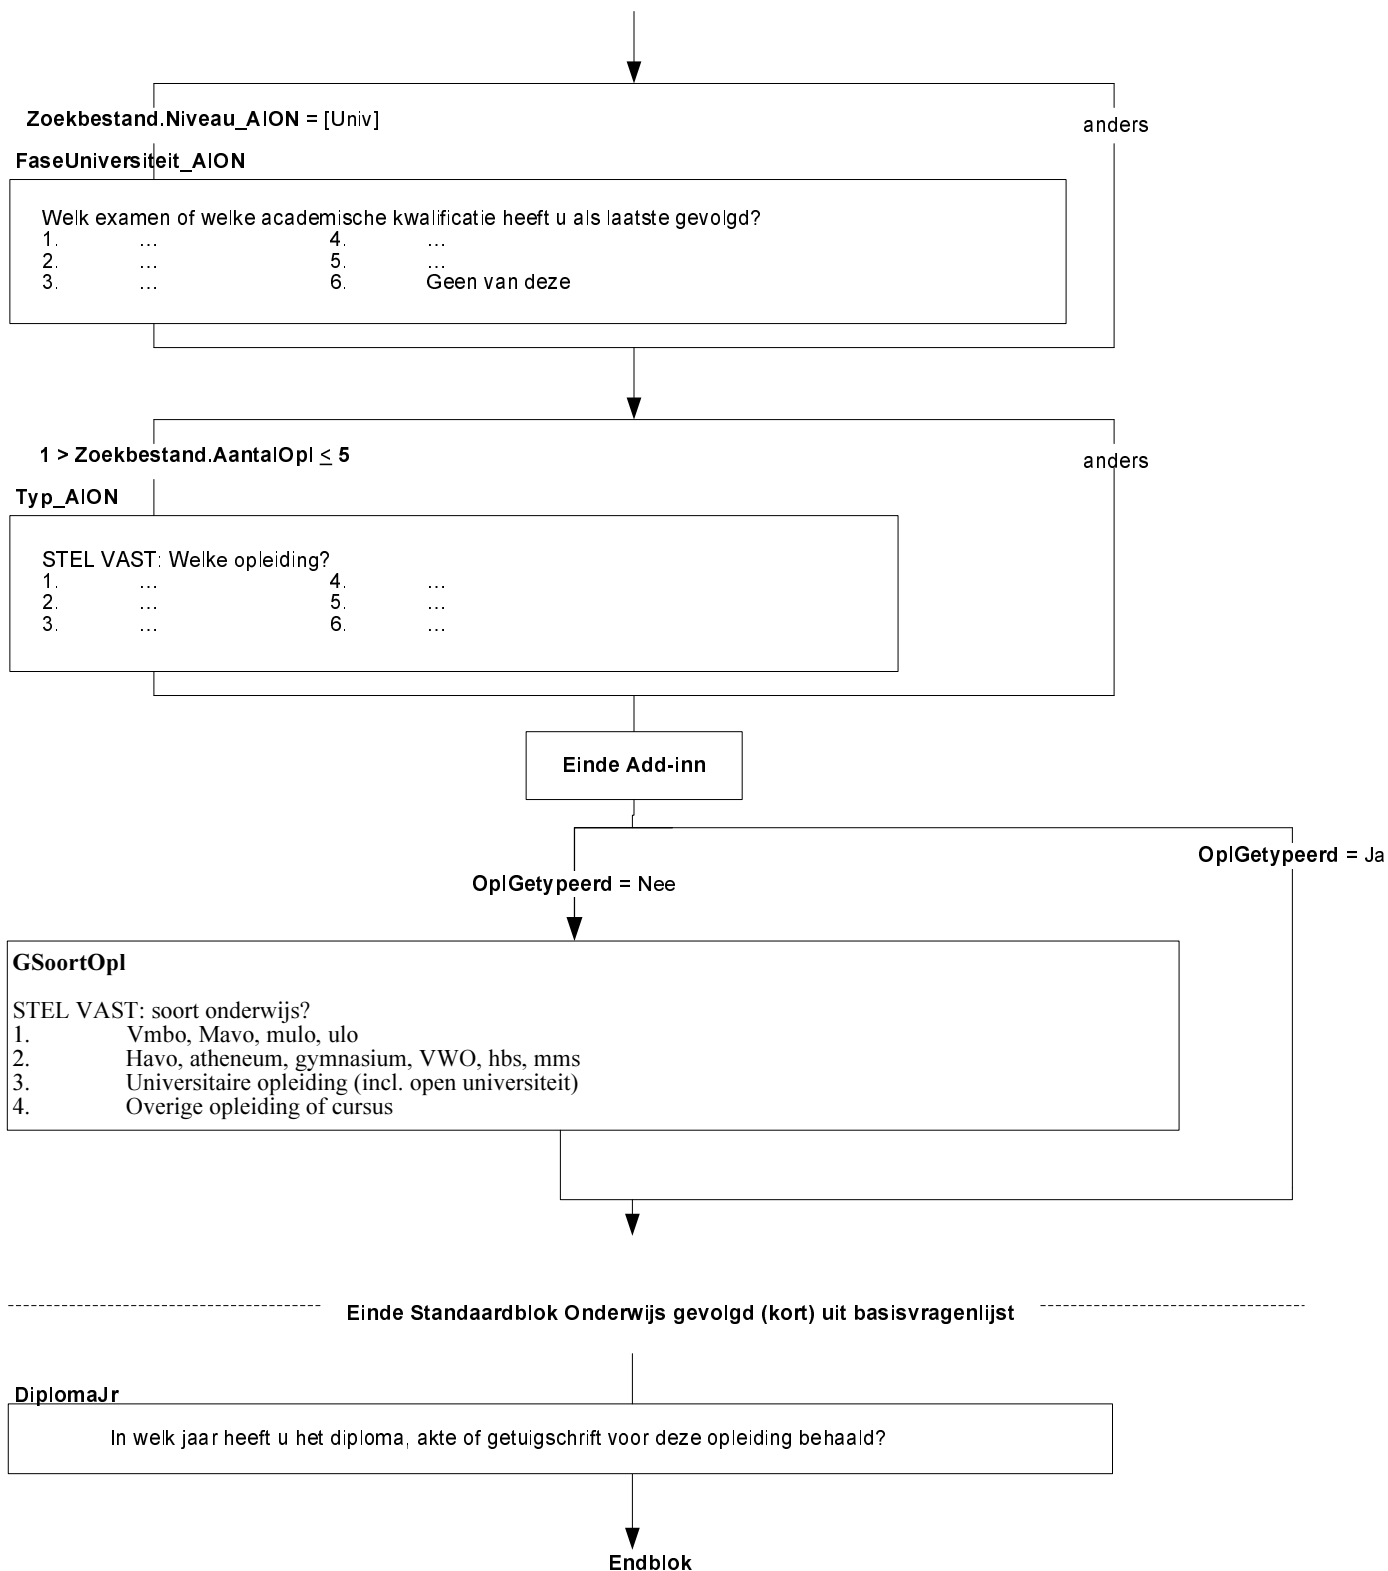 Zoekbestand.Niveau_AION = [Univ]
anders
FaseUniversiteit_AION
Welk examen of welke academische kwalificatie heeft u als laatste gevolgd?
1. ... 4. ...
2. ... 5. ...
3. ... 6. Geen van deze
1 > Zoekbestand.AantalOpl ≤ 5
anders
Typ_AION
STEL VAST: Welke opleiding?
1. ... 4. ...
2. ... 5. ...
3. ... 6. ...
Einde Add-inn
OplGetypeerd = Ja
OplGetypeerd = Nee
GSoortOpl
STEL VAST: soort onderwijs?
1. Vmbo, Mavo, mulo, ulo
2. Havo, atheneum, gymnasium, VWO, hbs, mms
3. Universitaire opleiding (incl. open universiteit)
4. Overige opleiding of cursus
Einde Standaardblok Onderwijs gevolgd (kort) uit basisvragenlijst
DiplomaJr
In welk jaar heeft u het diploma, akte of getuigschrift voor deze opleiding behaald?
Endblok